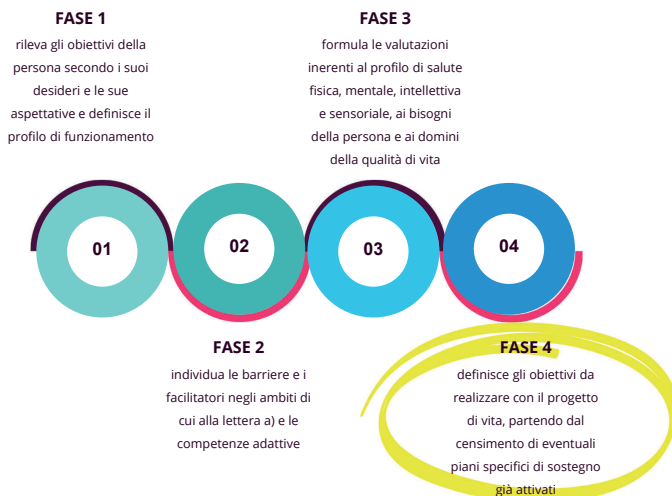 FASE 1
rileva gli obiettivi della
persona secondo i suoi
desideri e le sue
aspettative e definisce il
profilo di funzionamento
FASE 3
formula le valutazioni
inerenti al profilo di salute
fisica, mentale, intellettiva
e sensoriale, ai bisogni
della persona e ai domini
della qualità di vita
01
02
03
04
FASE 2
individua le barriere e i
facilitatori negli ambiti di
cui alla lettera a) e le
competenze adattive
FASE 4
definisce gli obiettivi da
realizzare con il progetto
di vita, partendo dal
censimento di eventuali
piani specifici di sostegno
già attivati